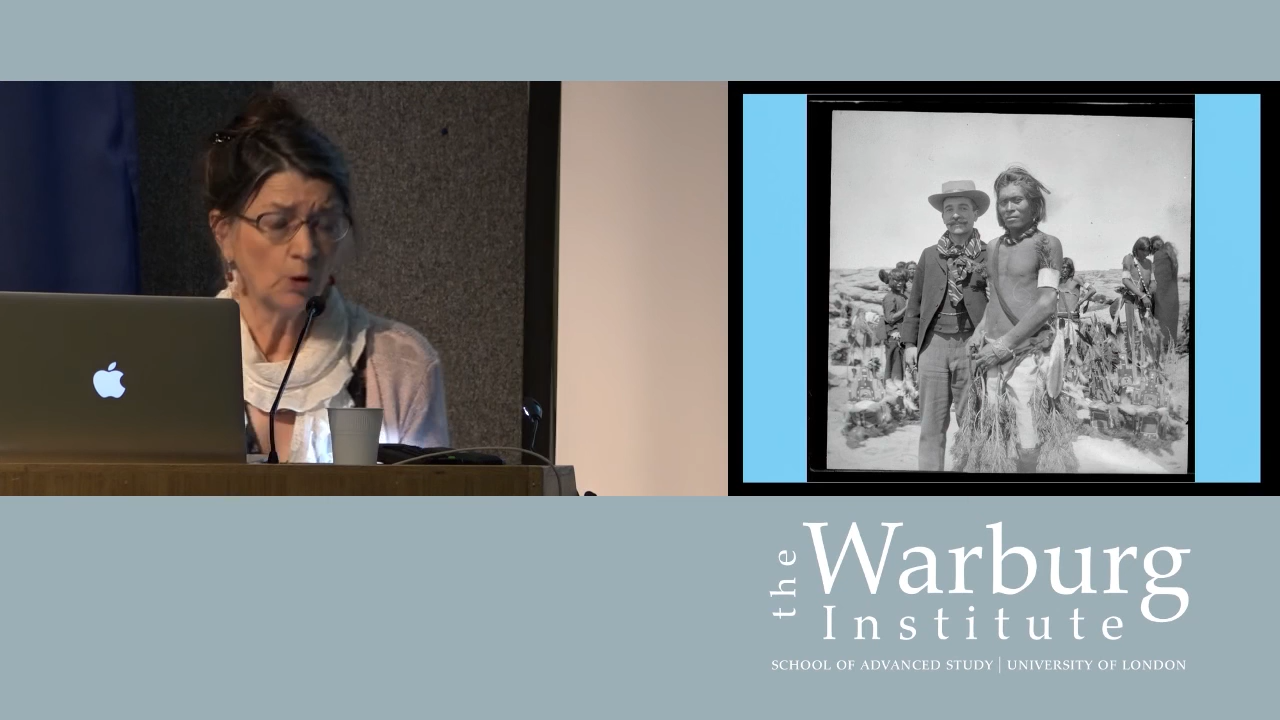 the Warburg
Institute
SCHOOL OF ADVANCED STUDY | UNIVERSITY OF LONDON